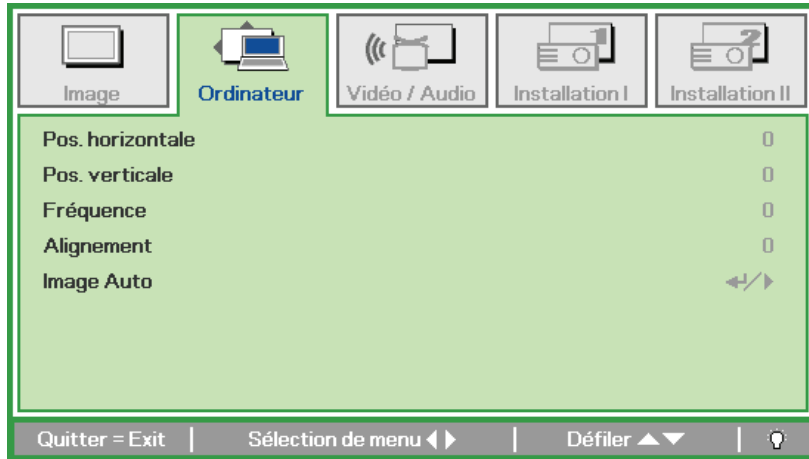 Image Ordinateur Vidéo / Audio Installation I Installation II
Pos. horizontale 0
Pos. verticale 0
Fréquence 0
Alignement 0
Image Auto
Quitter = Exit Sélection de menu Défiler